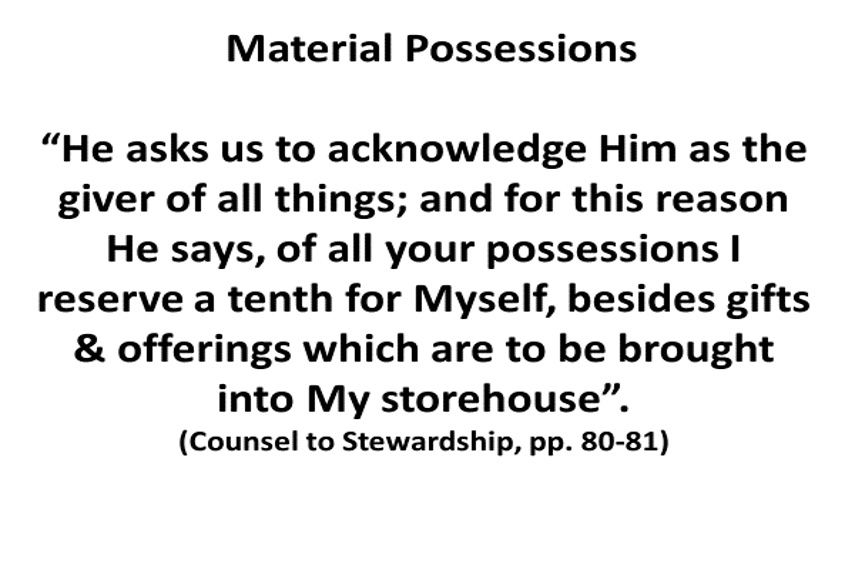 Material Possessions
“He asks us to acknowledge Him as the
giver of all things; and for this reason
He says, of all your possessions I
reserve a tenth for Myself, besides gifts
& offerings which are to be brought
into My storehouse”.
(Counsel to Stewardship, pp. 80-81)